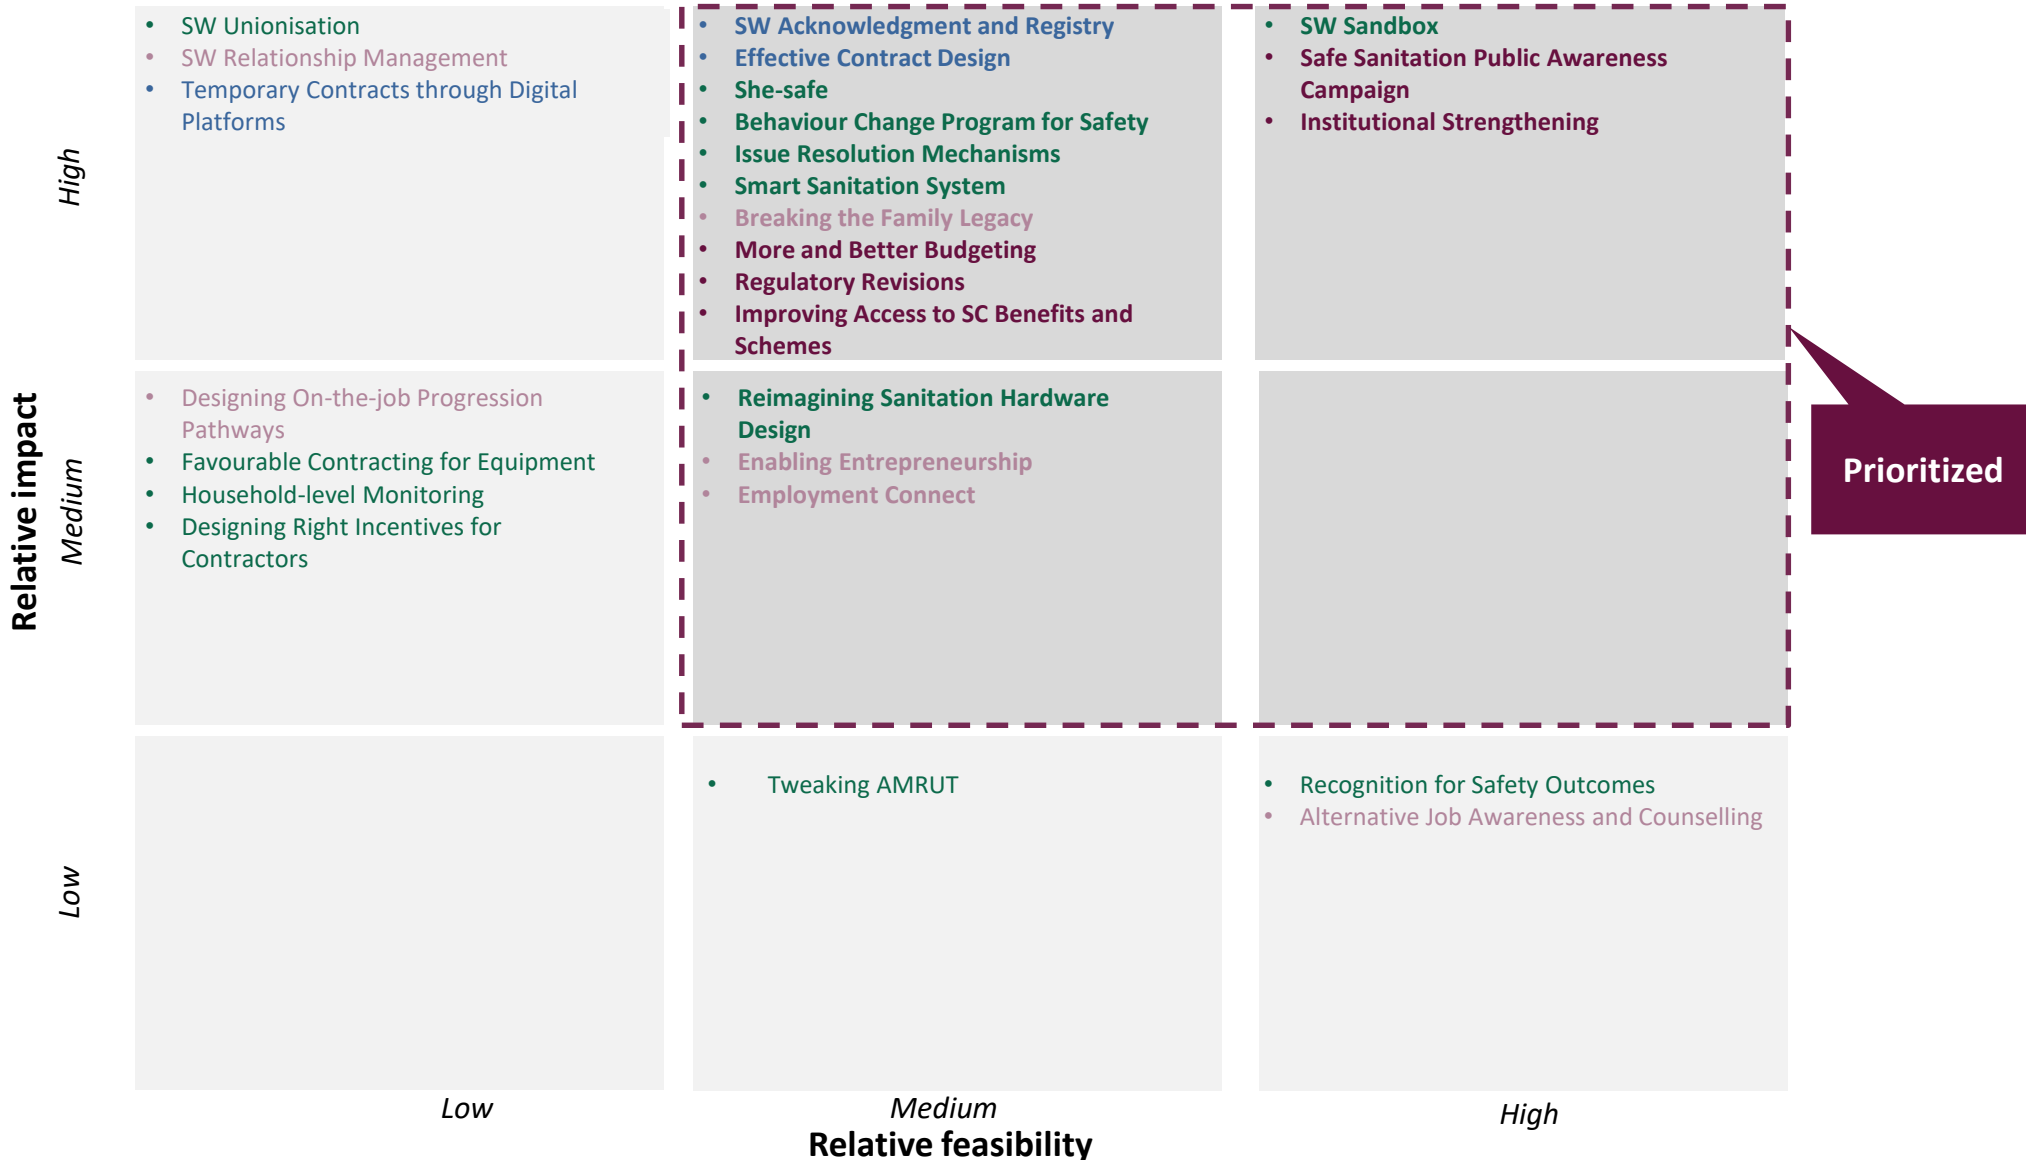 • SW Unionisation
• SW Relationship Management
• Temporary Contracts through Digital
Platforms
• SW Acknowledgment and Registry
• Effective Contract Design
• She-safe
• Behaviour Change Program for Safety
• Issue Resolution Mechanisms
• Smart Sanitation System
• Breaking the Family Legacy
• More and Better Budgeting
• Regulatory Revisions
• Improving Access to SC Benefits and
Schemes
• SW Sandbox
• Safe Sanitation Public Awareness
Campaign
• Institutional Strengthening
High
• Designing On-the-job Progression
Pathways
• Favourable Contracting for Equipment
• Household-level Monitoring
• Designing Right Incentives for
Contractors
• Reimagining Sanitation Hardware
Design
• Enabling Entrepreneurship
• Employment Connect
Prioritized
Relative impact
Medium
• Tweaking AMRUT
• Recognition for Safety Outcomes
• Alternative Job Awareness and Counselling
Low
Low
Medium
High
Relative feasibility